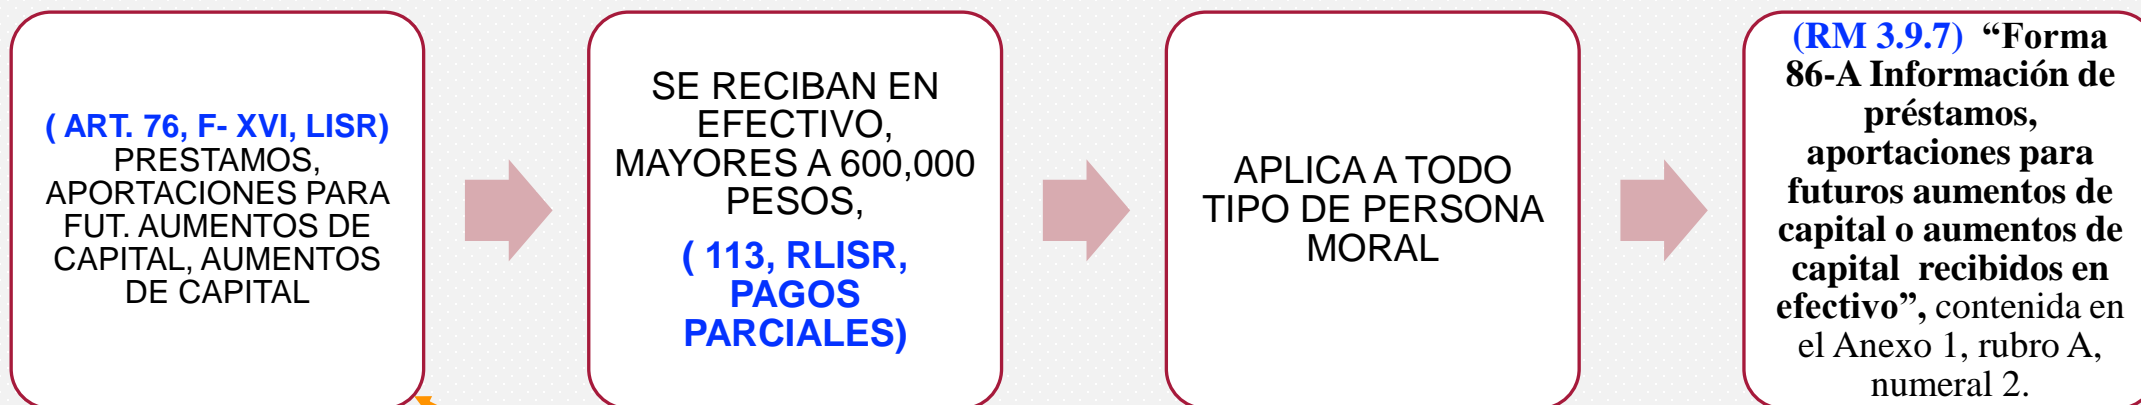 ( ART. 76, F- XVI, LISR)
PRESTAMOS,
APORTACIONES PARA
FUT. AUMENTOS DE
CAPITAL, AUMENTOS
DE CAPITAL
SE RECIBAN EN
EFECTIVO,
MAYORES A 600,000
PESOS,
( 113, RLISR,
PAGOS
PARCIALES)
APLICA A TODO
TIPO DE PERSONA
MORAL
(RM 3.9.7) “Forma
86-A Información de
préstamos,
aportaciones para
futuros aumentos de
capital o aumentos de
capital recibidos en
efectivo”, contenida en
el Anexo 1, rubro A,
numeral 2.